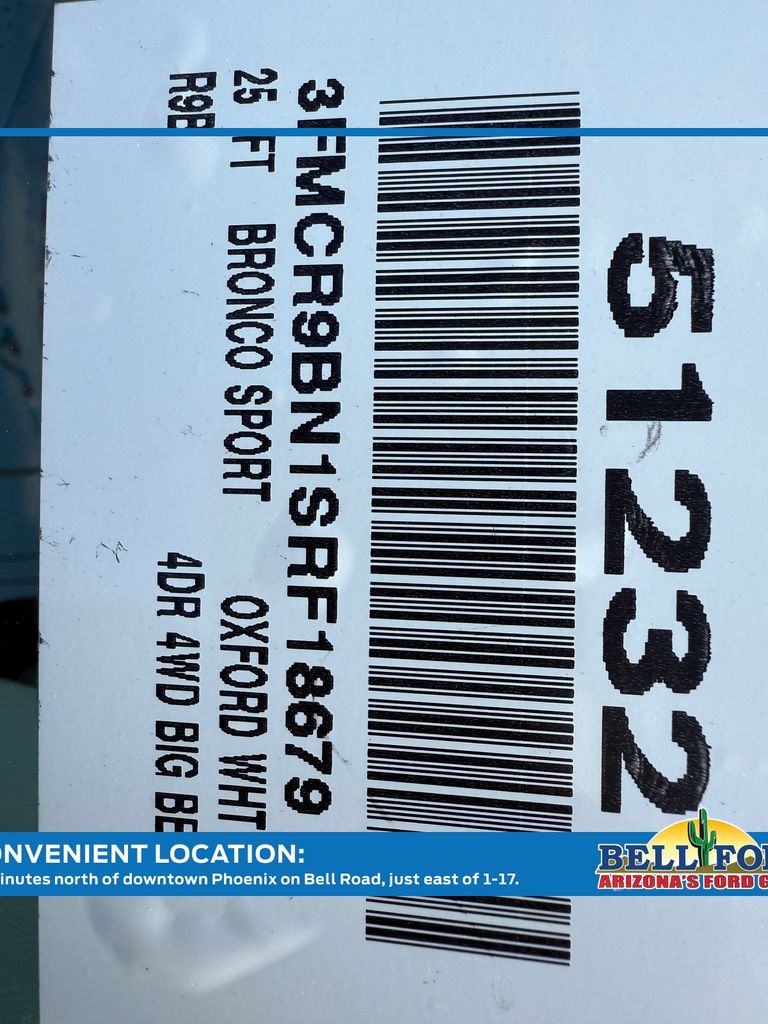 51232
3FMCR9BN1SRF18679
25 FT BRONCO SPORT OXFORD WHT
R9B 4DR 4WD BIG BE
ONVENIENT LOCATION:
inutes north of downtown Phoenix on Bell Road, just east of 1-17.
BELL FO
ARIZONA'S FORD G